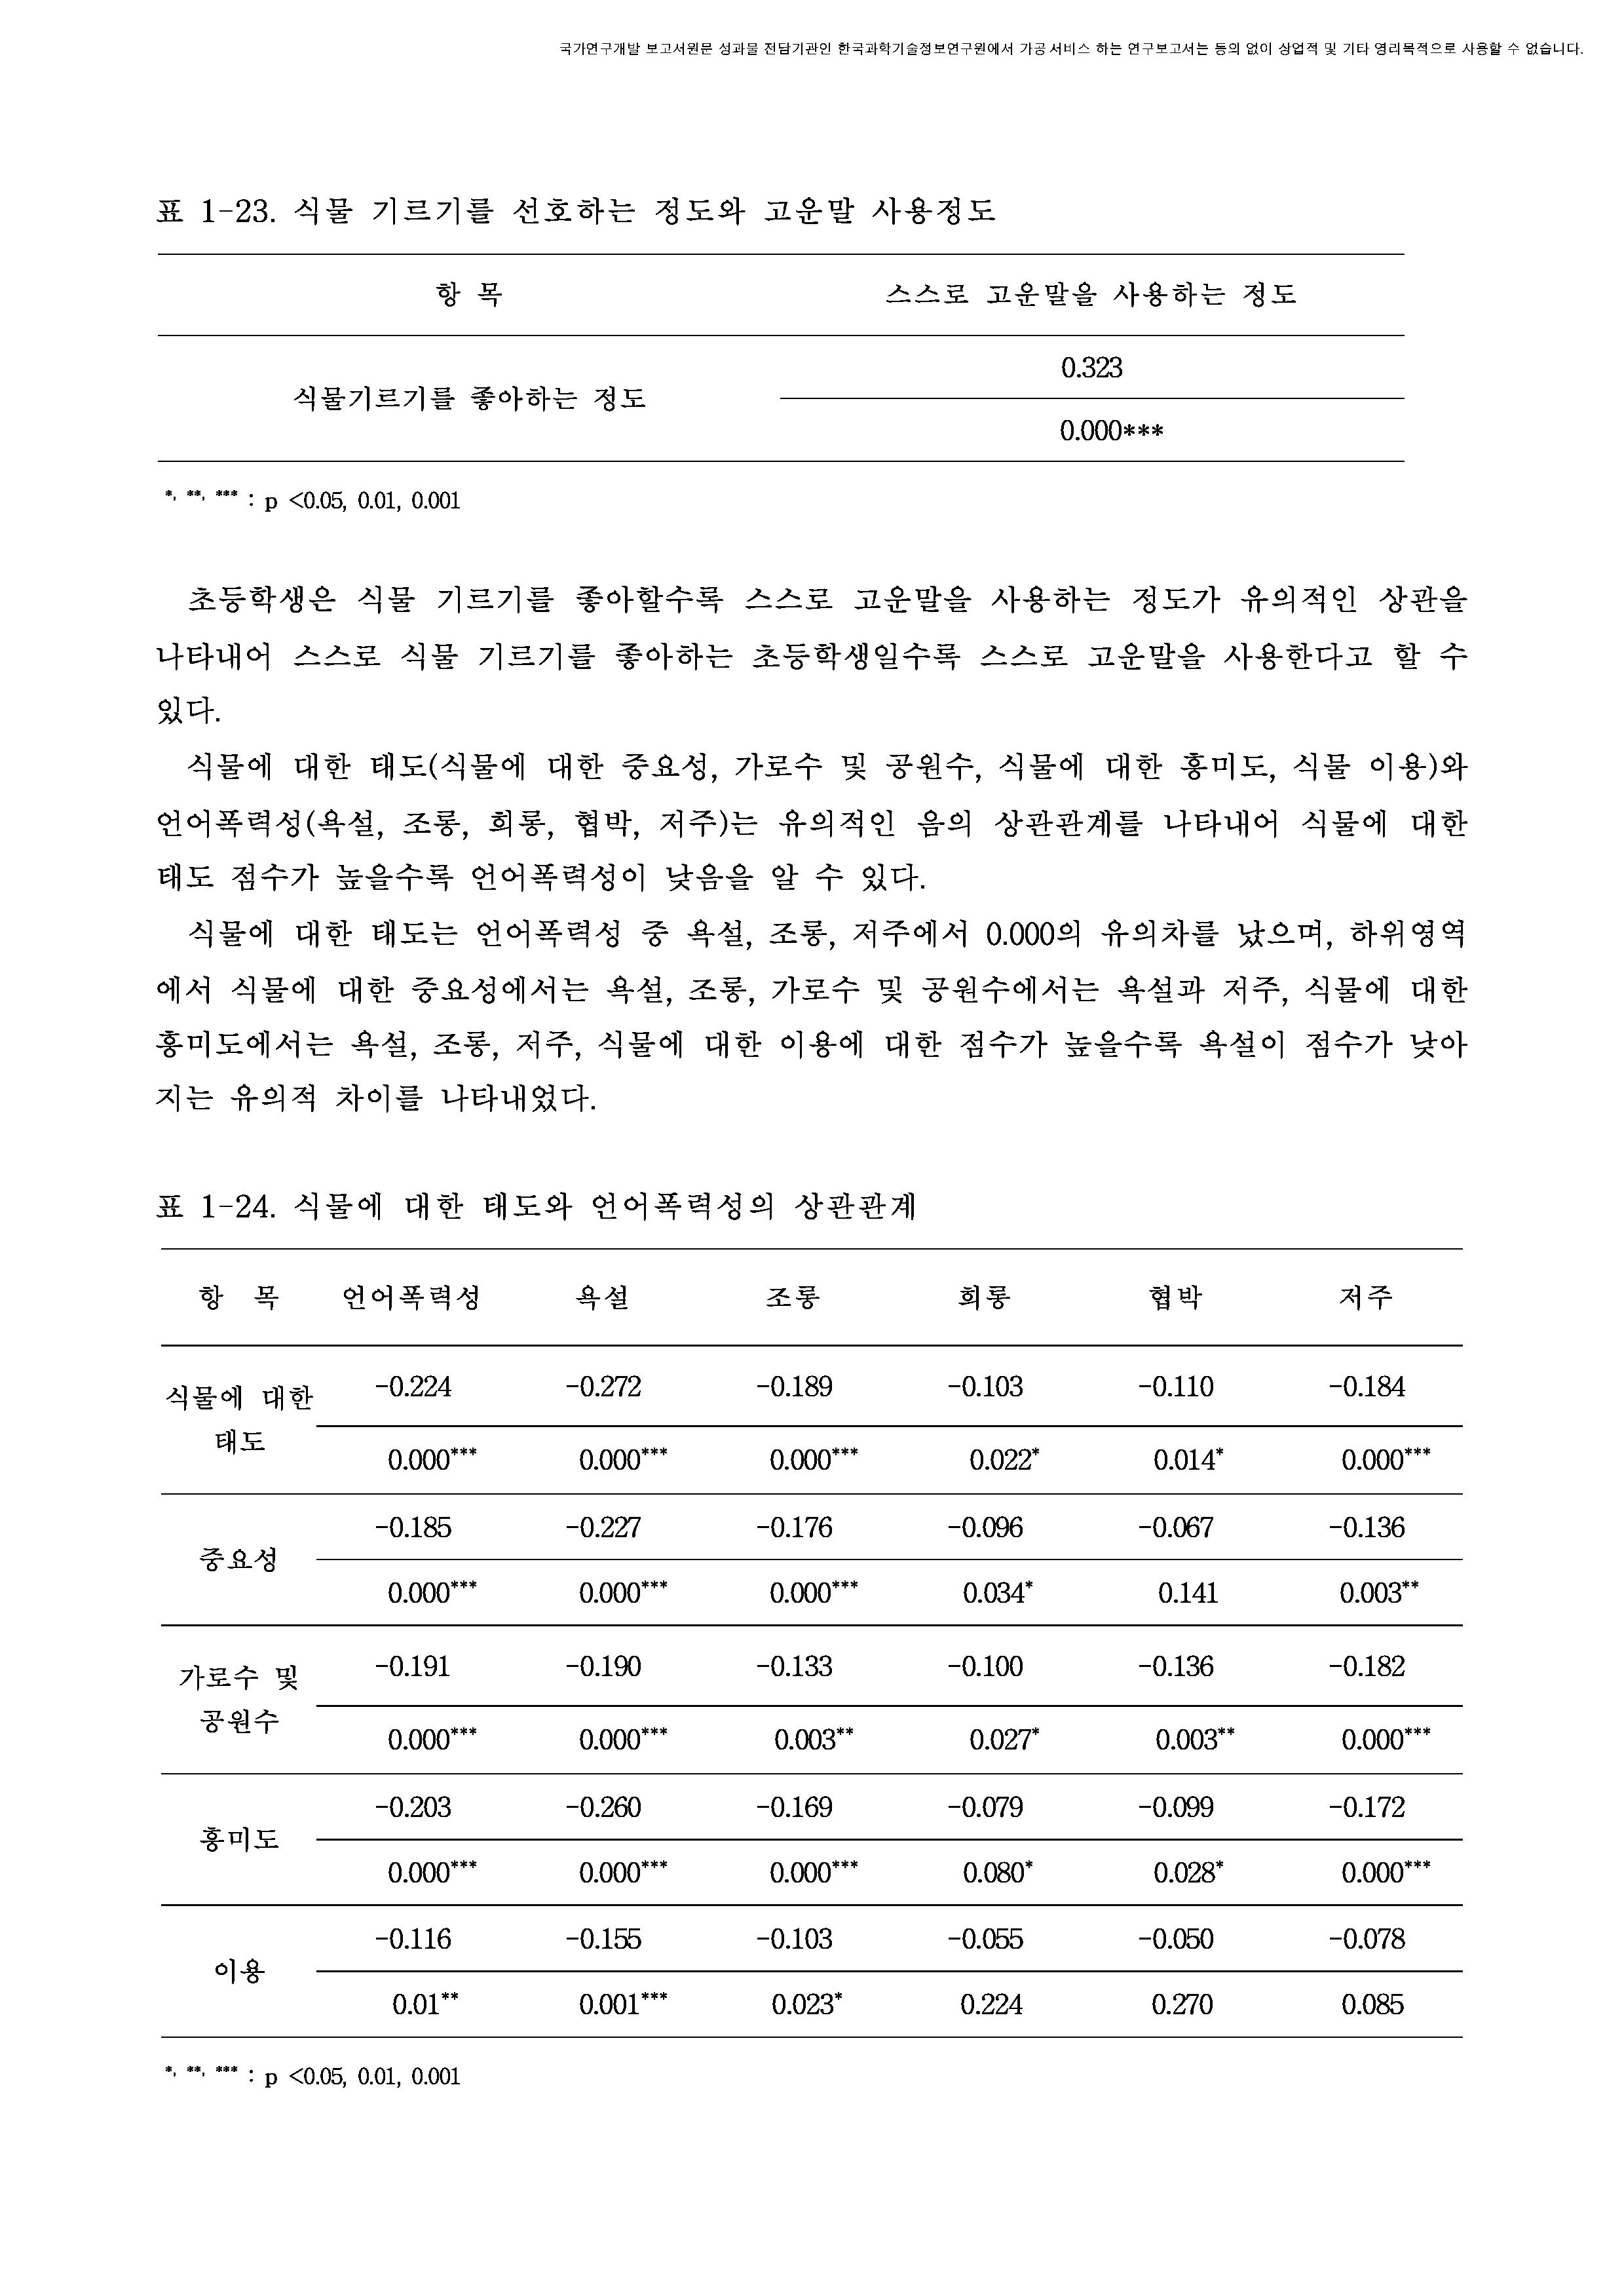 국가연구개발 보고서원문 성과물 전담기관인 한국과학기술정보연구원에서 가공·서비스 하는 연구보고서는 동의 없이 상업적 및 기타 영리목적으로 사용할 수 없습니다.
표 1-23. 식물 기르기를 선호하는 정도와 고운말 사용정도
항 목 스스로 고운말을 사용하는 정도
0.323
식물기르기를 좋아하는 정도
0.000***
*, **, *** : p <0.05, 0.01, 0.001
초등학생은 식물 기르기를 좋아할수록 스스로 고운말을 사용하는 정도가 유의적인 상관을
나타내어 스스로 식물 기르기를 좋아하는 초등학생일수록 스스로 고운말을 사용한다고 할 수
있다.
식물에 대한 태도(식물에 대한 중요성, 가로수 및 공원수, 식물에 대한 흥미도, 식물 이용)와
언어폭력성(욕설, 조롱, 희롱, 협박, 저주)는 유의적인 음의 상관관계를 나타내어 식물에 대한
태도 점수가 높을수록 언어폭력성이 낮음을 알 수 있다.
식물에 대한 태도는 언어폭력성 중 욕설, 조롱, 저주에서 0.000의 유의차를 났으며, 하위영역
에서 식물에 대한 중요성에서는 욕설, 조롱, 가로수 및 공원수에서는 욕설과 저주, 식물에 대한
흥미도에서는 욕설, 조롱, 저주, 식물에 대한 이용에 대한 점수가 높을수록 욕설이 점수가 낮아
지는 유의적 차이를 나타내었다.
표 1-24. 식물에 대한 태도와 언어폭력성의 상관관계
항 목 언어폭력성 욕설 조롱 희롱 협박 저주
-0.224 -0.272 -0.189 -0.103 -0.110 -0.184
식물에 대한
태도
0.000*** 0.000*** 0.000*** 0.022* 0.014* 0.000***
-0.185 -0.227 -0.176 -0.096 -0.067 -0.136
중요성
0.000*** 0.000*** 0.000*** 0.034* 0.141 0.003**
-0.191 -0.190 -0.133 -0.100 -0.136 -0.182
가로수 및
공원수
0.000*** 0.000*** 0.003** 0.027* 0.003** 0.000***
-0.203 -0.260 -0.169 -0.079 -0.099 -0.172
흥미도
0.000*** 0.000*** 0.000*** 0.080* 0.028* 0.000***
-0.116 -0.155 -0.103 -0.055 -0.050 -0.078
이용
0.01** 0.001*** 0.023* 0.224 0.270 0.085
*, **, *** : p <0.05, 0.01, 0.001